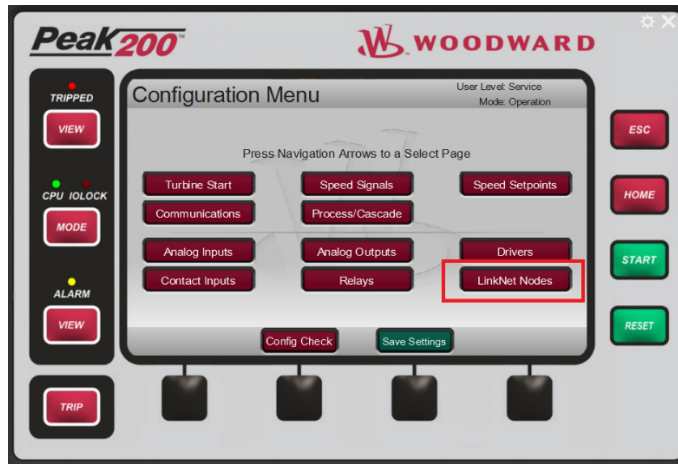 Peak200™
WOODWARD
TRIPPED
VIEW
CPU IOLOCK
MODE
ALARM
VIEW
TRIP
Configuration Menu
User Level: Service
Mode: Operation
Press Navigation Arrows to a Select Page
Turbine Start
Speed Signals
Speed Setpoints
Communications
Process/Cascade
Analog Inputs
Analog Outputs
Drivers
Contact Inputs
Relays
LinkNet Nodes
Config Check
Save Settings
ESC
HOME
START
RESET